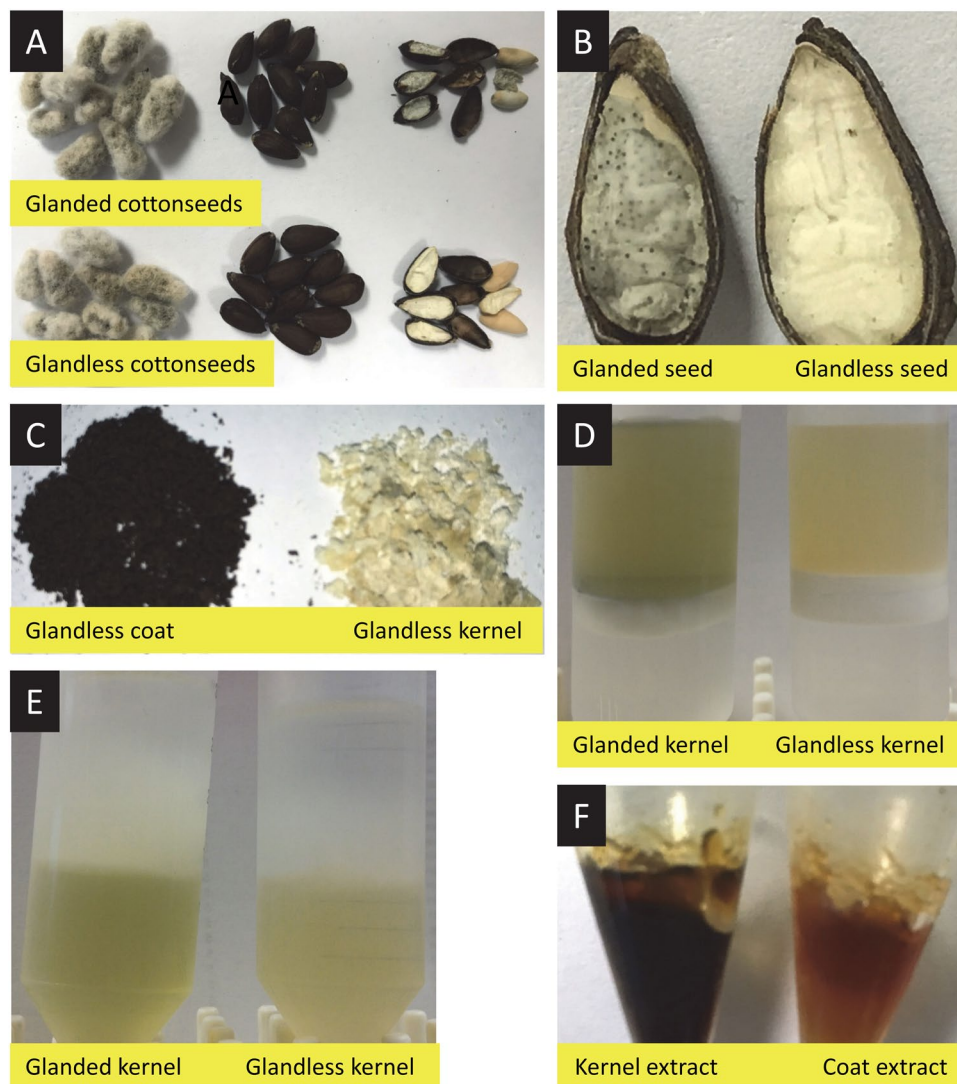 A
A
Glanded cottonseeds
Glandless cottonseeds
B
Glanded seed Glandless seed
C
Glandless coat Glandless kernel
D
Glanded kernel Glandless kernel
E
Glanded kernel Glandless kernel
F
Kernel extract Coat extract